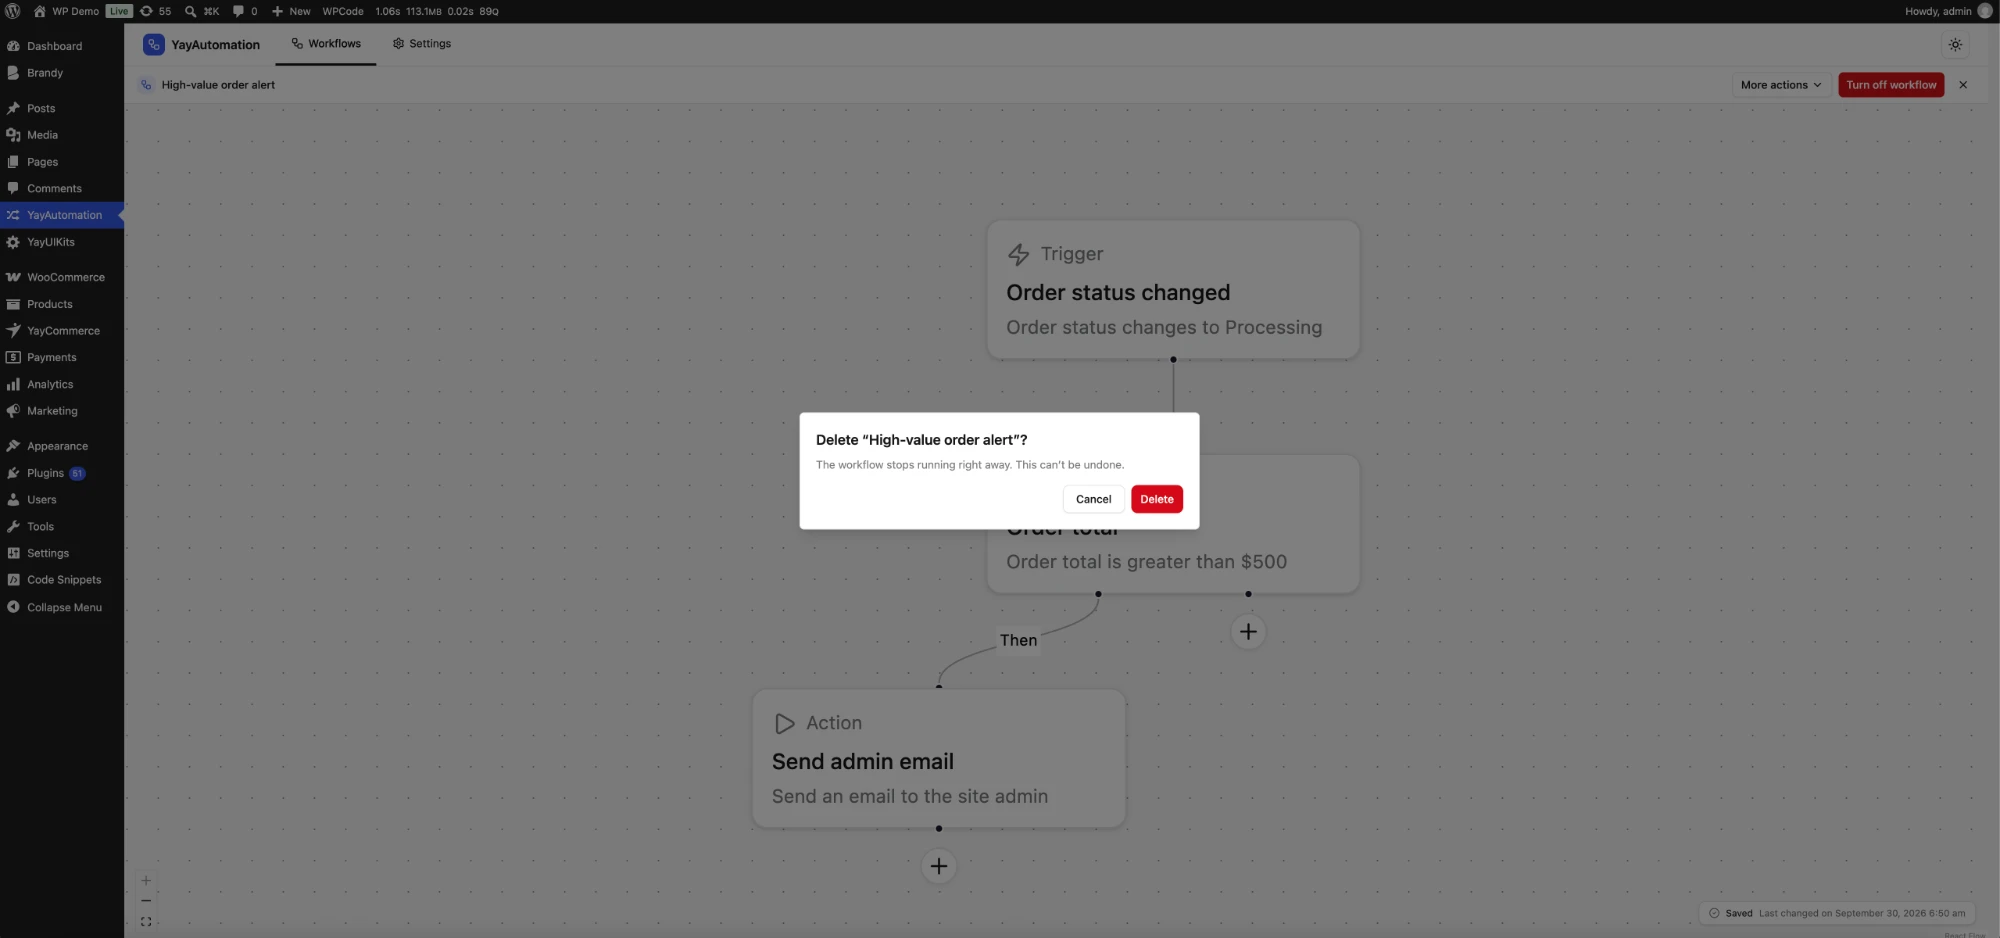 WP Demo Live 55 ⌘K 0 New WPCode 1.06s 113.1MB 0.02s 89Q
Howdy, admin
Dashboard
Brandy
Posts
Media
Pages
Comments
YayAutomation
YayUIKits
WooCommerce
Products
YayCommerce
Payments
Analytics
Marketing
Appearance
Plugins 51
Users
Tools
Settings
Code Snippets
Collapse Menu
YayAutomation
Workflows
Settings
High-value order alert
More actions
Turn off workflow
Trigger
Order status changed
Order status changes to Processing
Delete “High-value order alert”?
The workflow stops running right away. This can’t be undone.
Cancel
Delete
Order total
Order total is greater than $500
Then
Action
Send admin email
Send an email to the site admin
Saved Last changed on September 30, 2026 6:50 am
React Flow